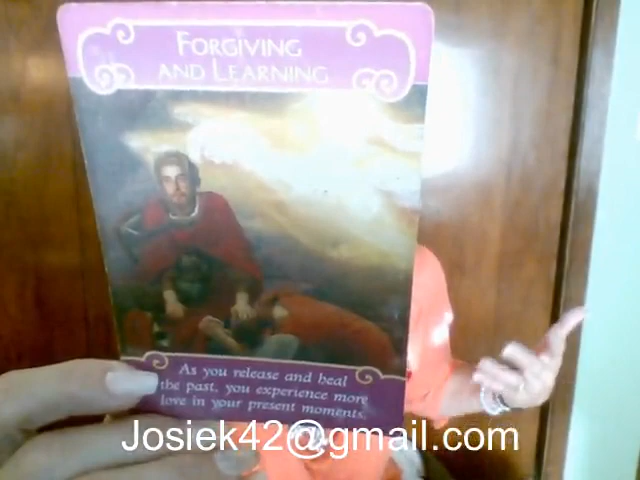 Forgiving
and Learning
As you release and heal
the past, you experience more
love in your present moments.
Josiek42@gmail.com